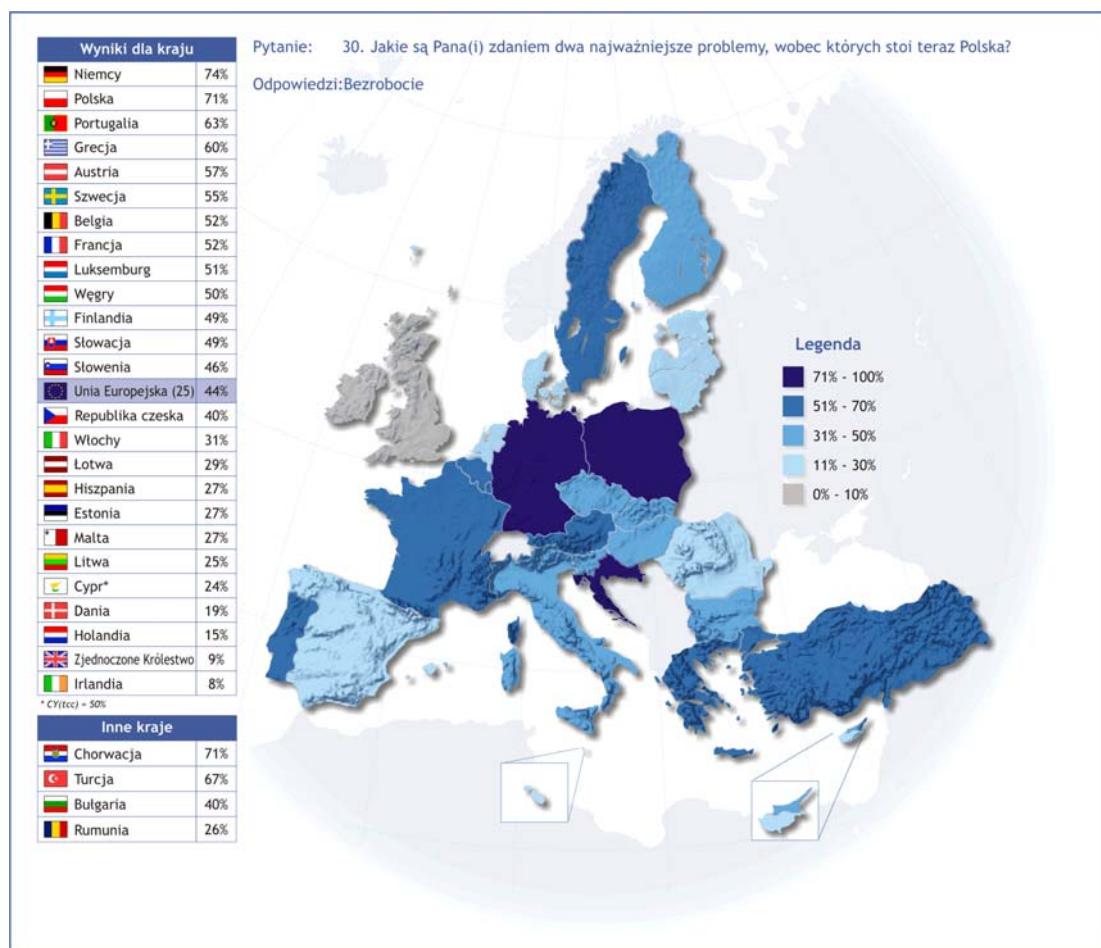 Wyniki dla kraju
Niemcy 74%
Polska 71%
Portugalia 63%
Grecja 60%
Austria 57%
Szwecja 55%
Belgia 52%
Francja 52%
Luksemburg 51%
Węgry 50%
Finlandia 49%
Słowacja 49%
Słowenia 46%
Unia Europejska (25) 44%
Republika czeska 40%
Włochy 31%
Łotwa 29%
Hiszpania 27%
Estonia 27%
Malta 27%
Litwa 25%
Cypr* 24%
Dania 19%
Holandia 15%
Zjednoczone Królestwo 9%
Irlandia 8%
* CY(tcc) = 50%
Inne kraje
Chorwacja 71%
Turcja 67%
Bułgaria 40%
Rumunia 26%
Pytanie: 30. Jakie są Pana(i) zdaniem dwa najważniejsze problemy, wobec których stoi teraz Polska?
Odpowiedzi:Bezrobocie
Legenda
71% - 100%
51% - 70%
31% - 50%
11% - 30%
0% - 10%